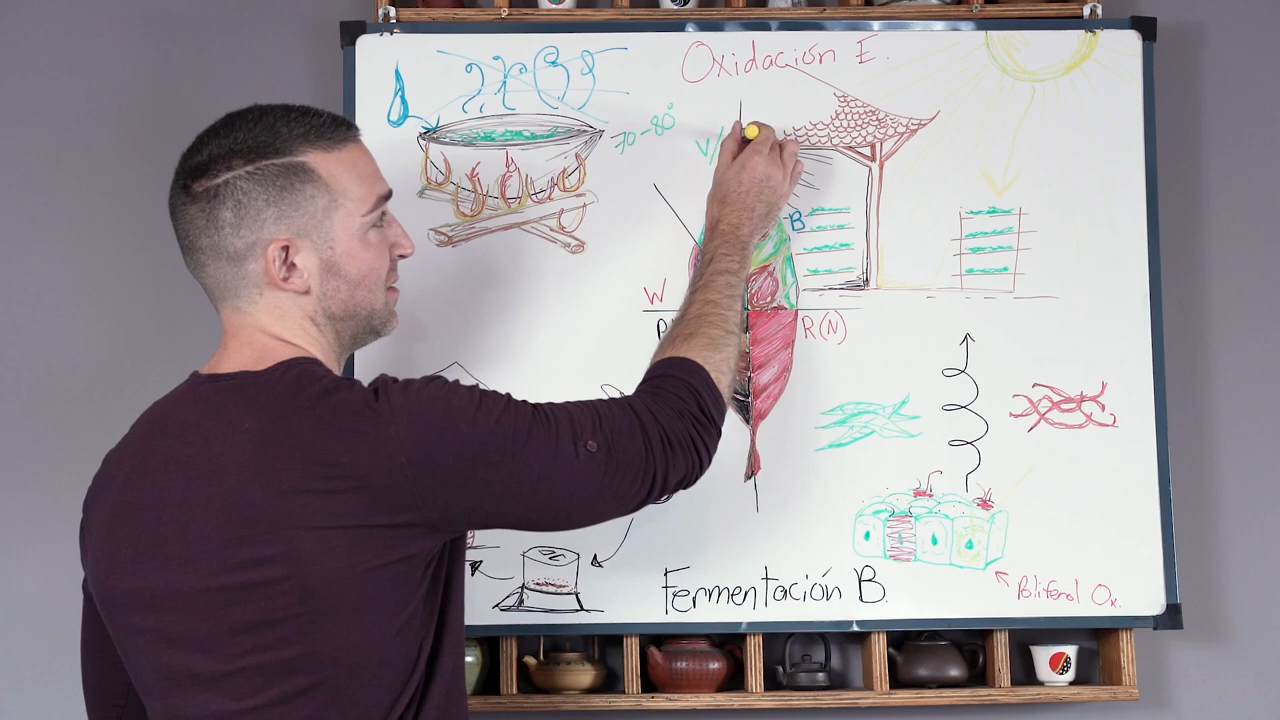 Oxidación E.
70-80°
V/
B
W
R(N)
Fermentación B.
Polifenol Ox.